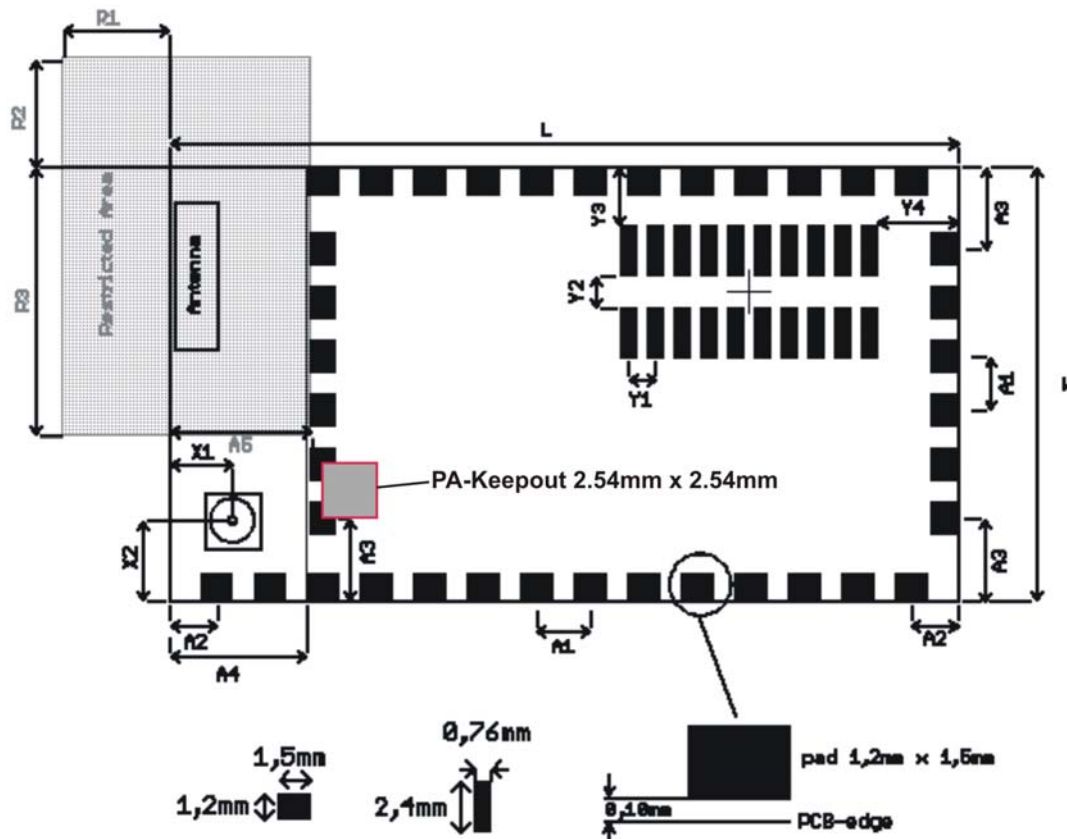 R1
R2
L
Restricted Area
Antenna
R3
Y3
Y4
A3
Y2
Y1
A1
A5
X1
PA-Keepout 2.54mm x 2.54mm
X2
A3
A3
A2
A1
A2
A4
1,5mm
1,2mm
0,76mm
2,4mm
pad 1,2mm x 1,5mm
0,10mm
PCB-edge